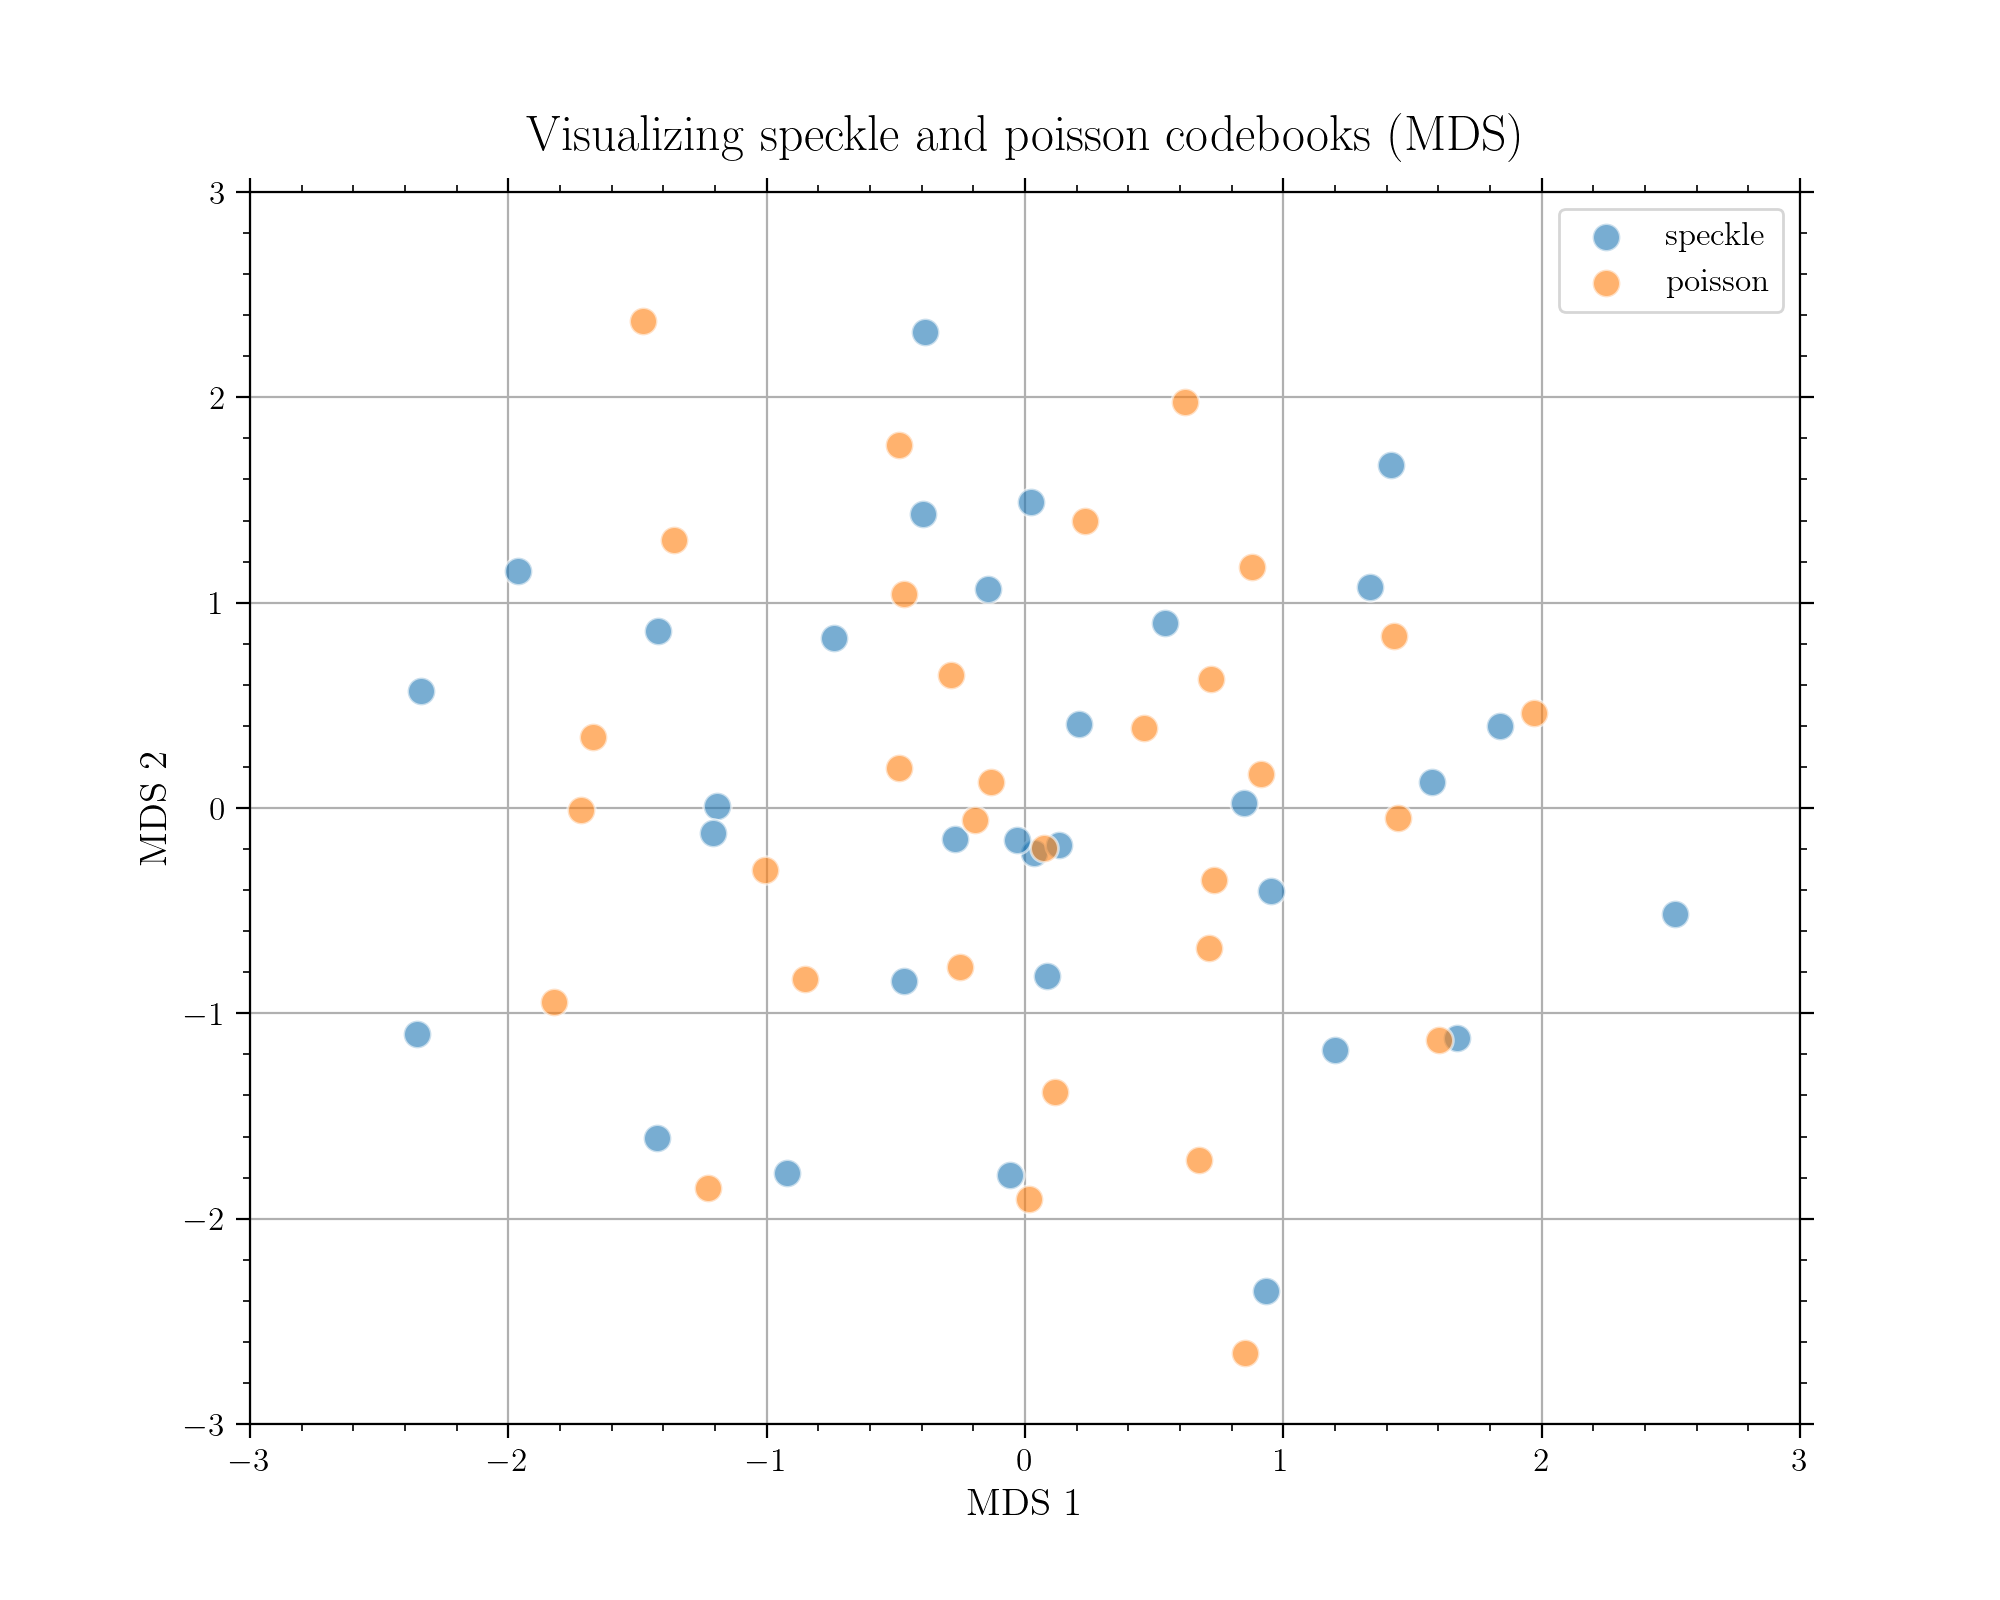 Visualizing speckle and poisson codebooks (MDS)
speckle
poisson
3
2
1
0
−1
−2
−3
MDS 2
−3 −2 −1 0 1 2 3
MDS 1